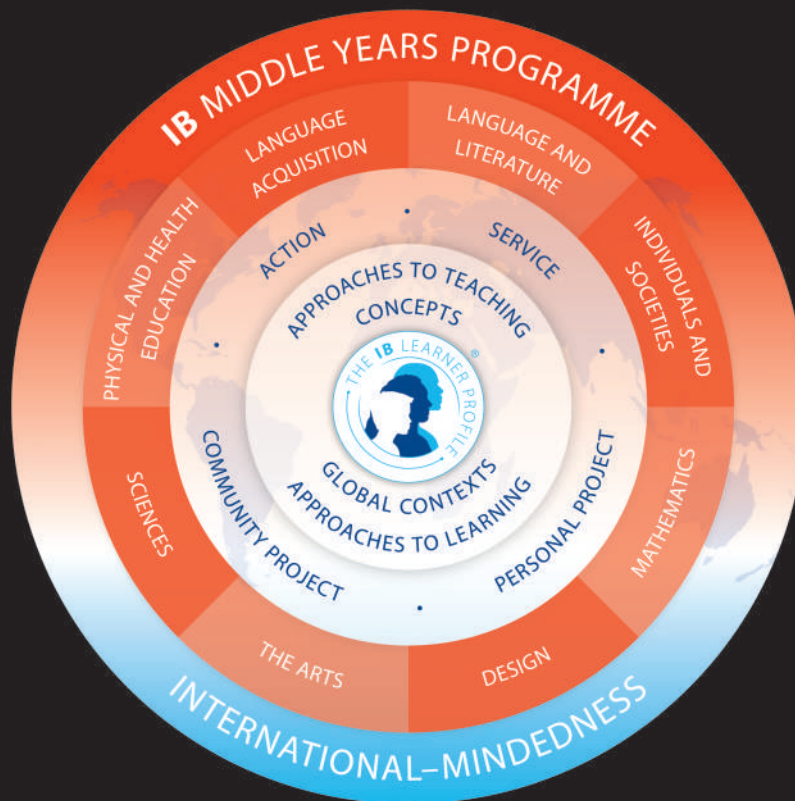 IB MIDDLE YEARS PROGRAMME
LANGUAGE
ACQUISITION
LANGUAGE AND
LITERATURE
PHYSICAL AND HEALTH
EDUCATION
INDIVIDUALS AND
SOCIETIES
ACTION
SERVICE
APPROACHES TO TEACHING
CONCEPTS
THE IB LEARNER PROFILE
®
GLOBAL CONTEXTS
APPROACHES TO LEARNING
COMMUNITY PROJECT
PERSONAL PROJECT
SCIENCES
MATHEMATICS
THE ARTS
DESIGN
INTERNATIONAL–MINDEDNESS